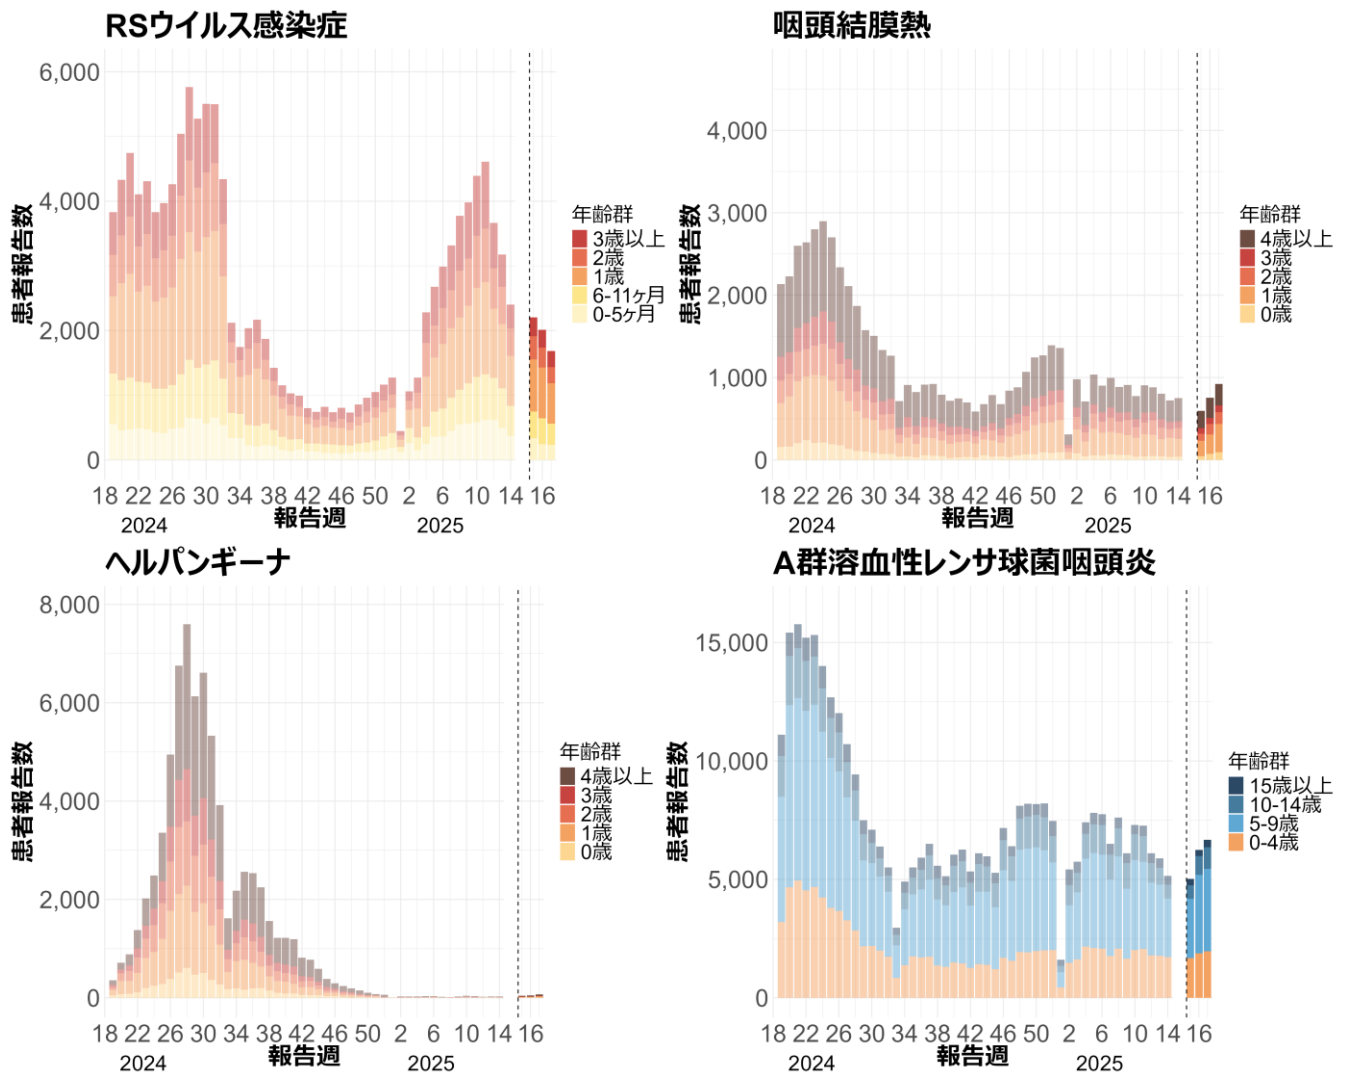 RSウイルス感染症
6,000
4,000
2,000
0
患者報告数
18 22 26 30 34 38 42 46 50 2 6 10 14 16
2024
報告週
2025
年齢群
3歳以上
2歳
1歳
6-11ヶ月
0-5ヶ月
咽頭結膜熱
4,000
3,000
2,000
1,000
0
患者報告数
18 22 26 30 34 38 42 46 50 2 6 10 14 16
2024
報告週
2025
年齢群
4歳以上
3歳
2歳
1歳
0歳
ヘルパンギーナ
8,000
6,000
4,000
2,000
0
患者報告数
18 22 26 30 34 38 42 46 50 2 6 10 14 16
2024
報告週
2025
年齢群
4歳以上
3歳
2歳
1歳
0歳
A群溶血性レンサ球菌咽頭炎
15,000
10,000
5,000
0
患者報告数
18 22 26 30 34 38 42 46 50 2 6 10 14 16
2024
報告週
2025
年齢群
15歳以上
10-14歳
5-9歳
0-4歳